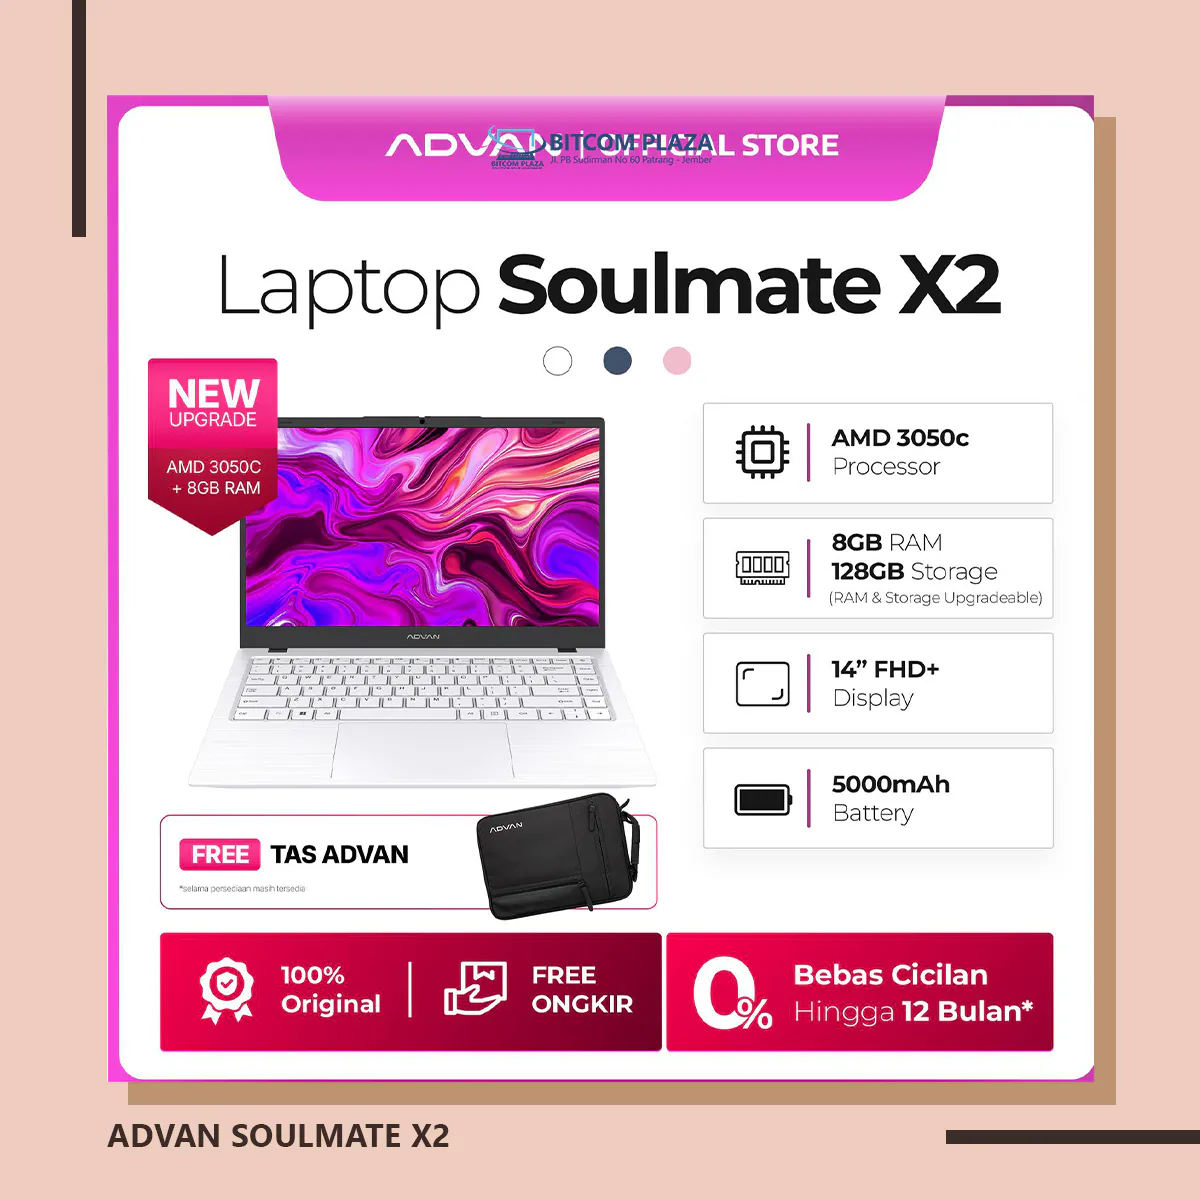 ADVAN | OFFICIAL STORE
BITCOM PLAZA
Jl. PB Sudirman No 60 Patrang - Jember
BITCOM PLAZA
Laptop Soulmate X2
NEW
UPGRADE
AMD 3050C
+ 8GB RAM
ADVAN
AMD 3050c
Processor
8GB RAM
128GB Storage
(RAM & Storage Upgradeable)
14” FHD+
Display
5000mAh
Battery
FREE TAS ADVAN
*selama persediaan masih tersedia
ADVAN
100%
Original
FREE
ONGKIR
0%
Bebas Cicilan
Hingga 12 Bulan*
ADVAN SOULMATE X2